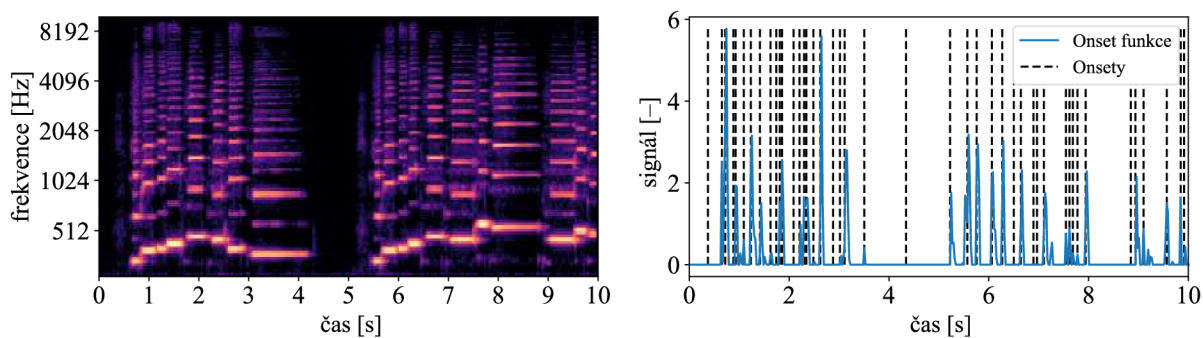 8192
4096
2048
1024
512
frekvence [Hz]
0 1 2 3 4 5 6 7 8 9 10
čas [s]
6
4
2
0
signál [–]
Onset funkce
Onsety
0 2 4 6 8 10
čas [s]